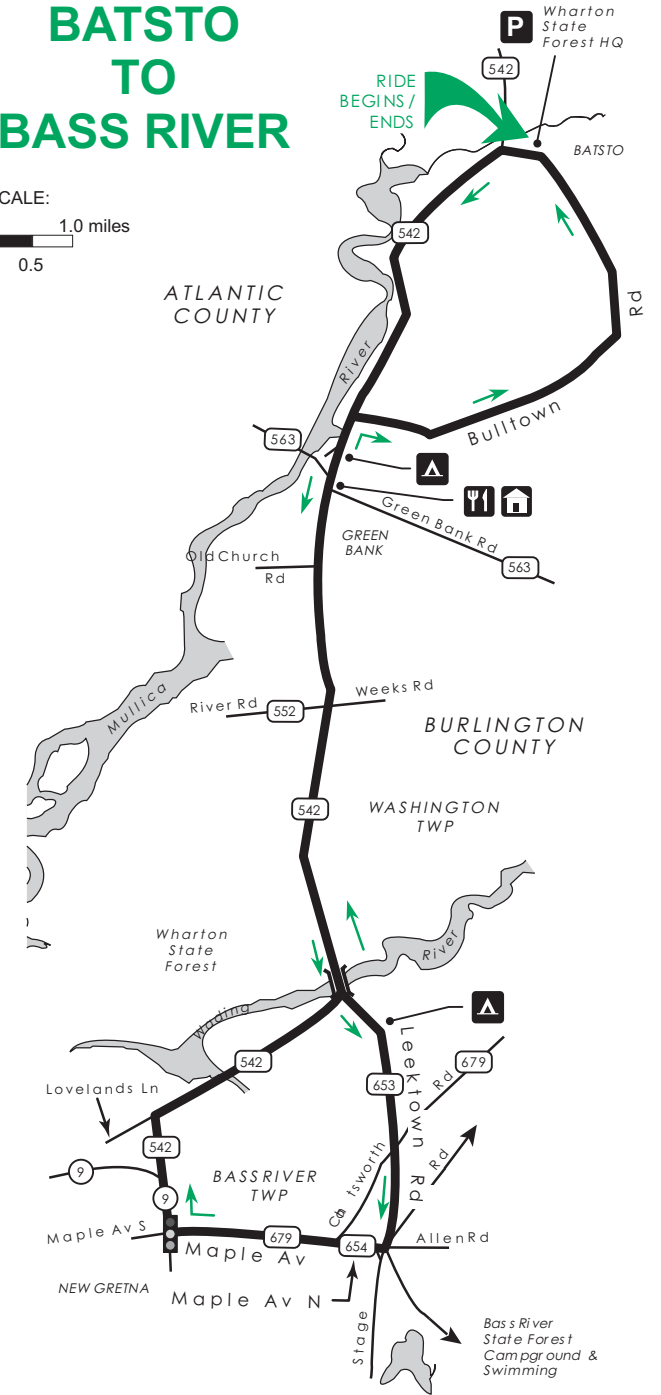 BATSTO
TO
BASS RIVER
CALE:
1.0 miles
0.5
P
Wharton
State
Forest HQ
542
RIDE
BEGINS /
ENDS
BATSTO
542
ATLANTIC
COUNTY
River
Rd
Bulltown
563
Green Bank Rd
GREEN
BANK
563
Old Church
Rd
Mullica
River Rd
552
Weeks Rd
BURLINGTON
COUNTY
542
WASHINGTON
TWP
Wharton
State
Forest
River
Wading
542
Leektown Rd
679
Rd
653
Lovelands Ln
542
9
9
BASS RIVER
TWP
Chatsworth
Rd
Maple Av S
679
Maple Av
654
Allen Rd
NEW GRETNA
Maple Av N
Stage
Bass River
State Forest
Campground &
Swimming